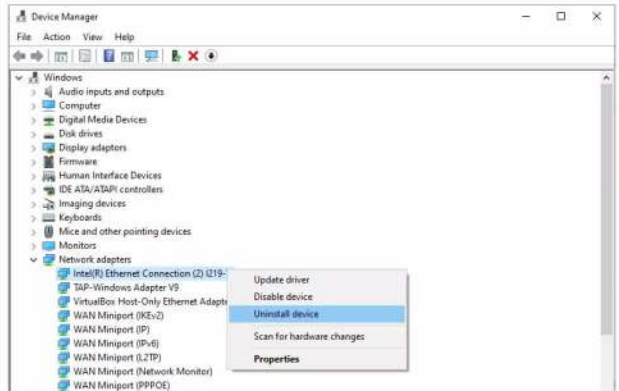 Device Manager
File Action View Help
Windows
Audio inputs and outputs
Computer
Digital Media Devices
Disk drives
Display adaptors
Firmware
Human Interface Devices
IDE ATA/ATAPI controllers
Imaging devices
Keyboards
Mice and other pointing devices
Monitors
Network adapters
Intel(R) Ethernet Connection (2) I219-
TAP-Windows Adapter V9
VirtualBox Host-Only Ethernet Adapte
WAN Miniport (IKEv2)
WAN Miniport (IP)
WAN Miniport (IPv6)
WAN Miniport (L2TP)
WAN Miniport (Network Monitor)
WAN Miniport (PPPOE)
Update driver
Disable device
Uninstall device
Scan for hardware changes
Properties